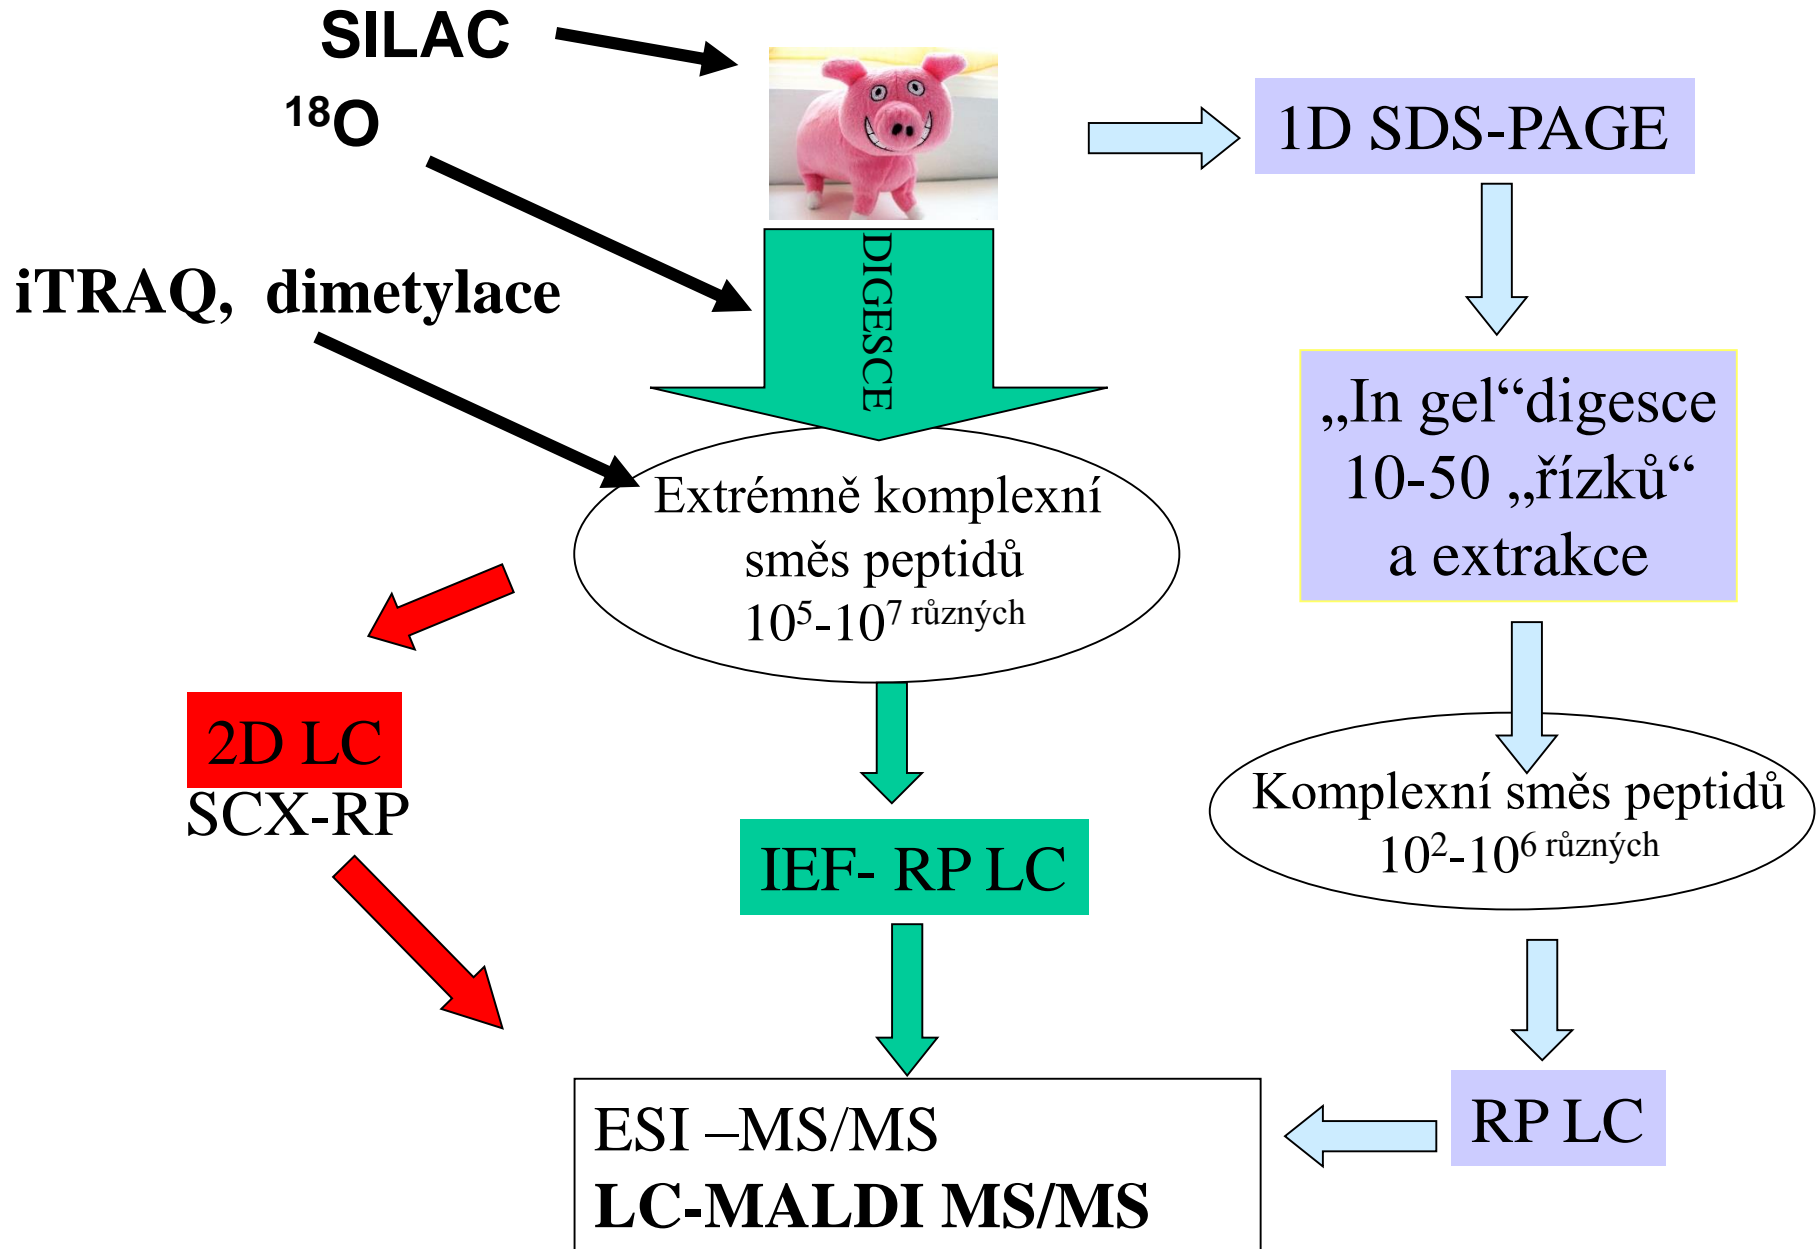 SILAC
¹⁸O
iTRAQ, dimetylace
DIGESCE
1D SDS-PAGE
„In gel“digesce
10-50 „řízků“
a extrakce
Extrémně komplexní
směs peptidů
10⁵-10⁷ různých
2D LC
SCX-RP
IEF- RP LC
Komplexní směs peptidů
10²-10⁶ různých
RP LC
ESI –MS/MS
LC-MALDI MS/MS